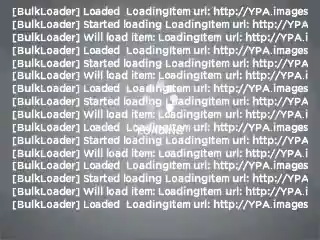 [BulkLoader] Loaded LoadingItem url: http://YPA.images
[BulkLoader] Started loading LoadingItem url: http://YPA
[BulkLoader] Will load item: LoadingItem url: http://YPA.i
[BulkLoader] Loaded LoadingItem url: http://YPA.images
[BulkLoader] Started loading LoadingItem url: http://YPA
[BulkLoader] Will load item: LoadingItem url: http://YPA.i
[BulkLoader] Loaded LoadingItem url: http://YPA.images
[BulkLoader] Started loading LoadingItem url: http://YPA
[BulkLoader] Will load item: LoadingItem url: http://YPA.i
[BulkLoader] Loaded LoadingItem url: http://YPA.images
[BulkLoader] Started loading LoadingItem url: http://YPA
[BulkLoader] Will load item: LoadingItem url: http://YPA.i
[BulkLoader] Loaded LoadingItem url: http://YPA.images
[BulkLoader] Started loading LoadingItem url: http://YPA
[BulkLoader] Will load item: LoadingItem url: http://YPA.i
[BulkLoader] Loaded LoadingItem url: http://YPA.images